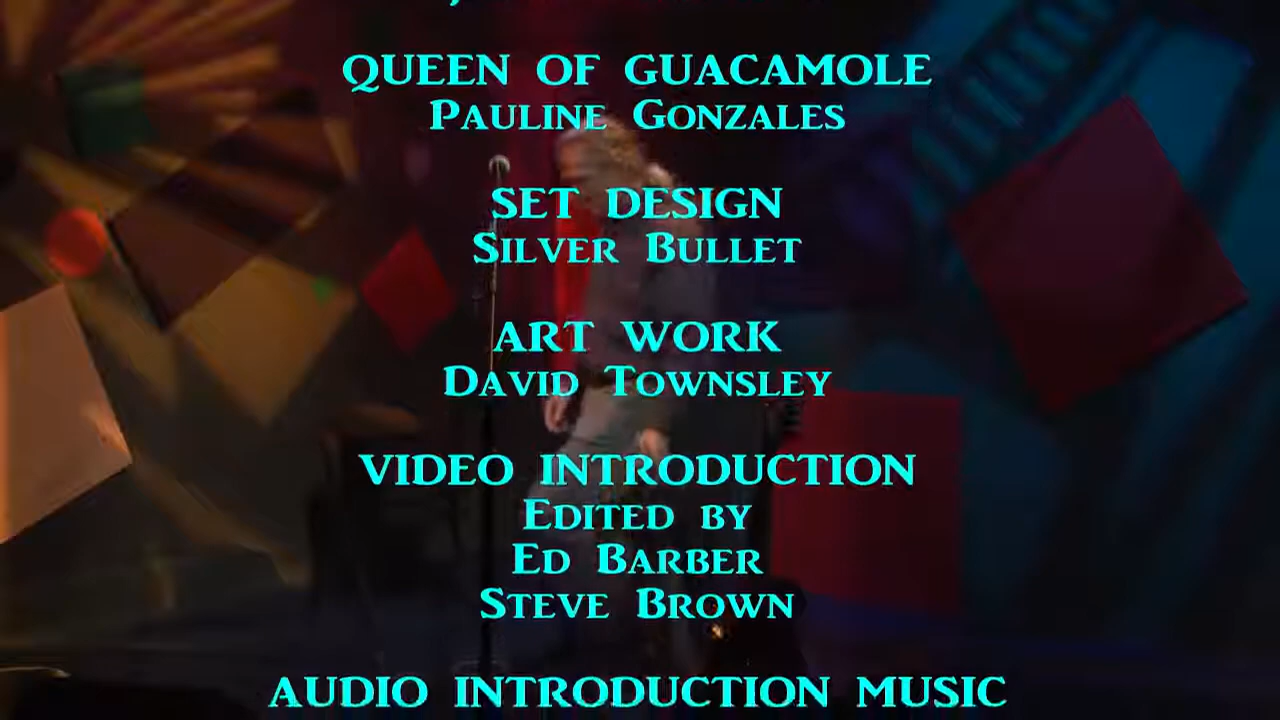 QUEEN OF GUACAMOLE
PAULINE GONZALES
SET DESIGN
SILVER BULLET
ART WORK
DAVID TOWNSLEY
VIDEO INTRODUCTION
EDITED BY
ED BARBER
STEVE BROWN
AUDIO INTRODUCTION MUSIC